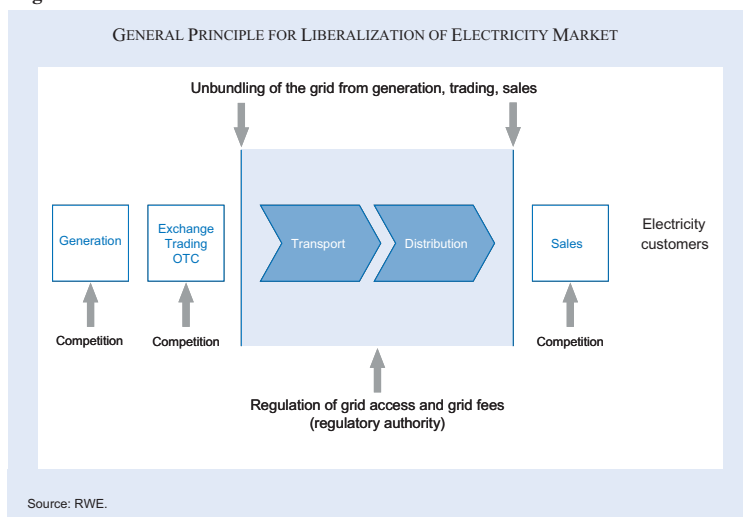 GENERAL PRINCIPLE FOR LIBERALIZATION OF ELECTRICITY MARKET
Unbundling of the grid from generation, trading, sales
Generation
Exchange
Trading
OTC
Transport
Distribution
Sales
Electricity
customers
Competition
Competition
Competition
Regulation of grid access and grid fees
(regulatory authority)
Source: RWE.